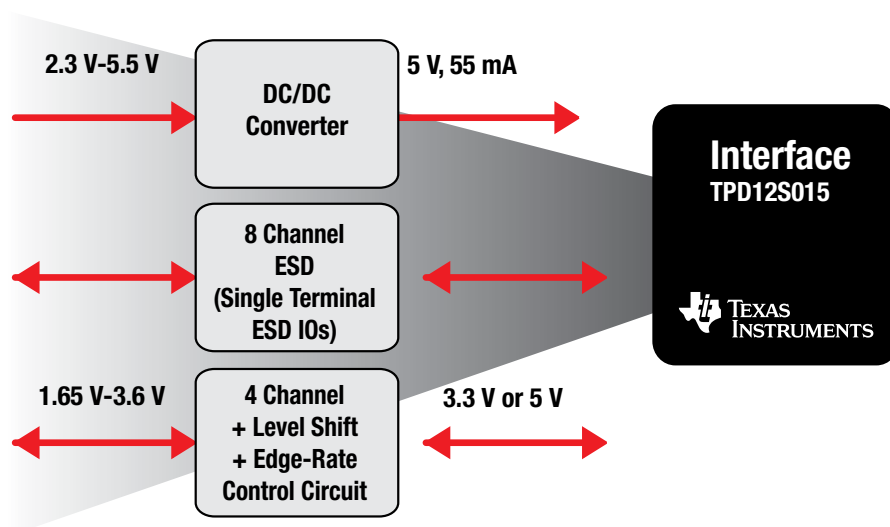 2.3 V-5.5 V
DC/DC
Converter
5 V, 55 mA
Interface
TPD12S015
8 Channel
ESD
(Single Terminal
ESD IOs)
TEXAS
INSTRUMENTS
1.65 V-3.6 V
4 Channel
+ Level Shift
+ Edge-Rate
Control Circuit
3.3 V or 5 V